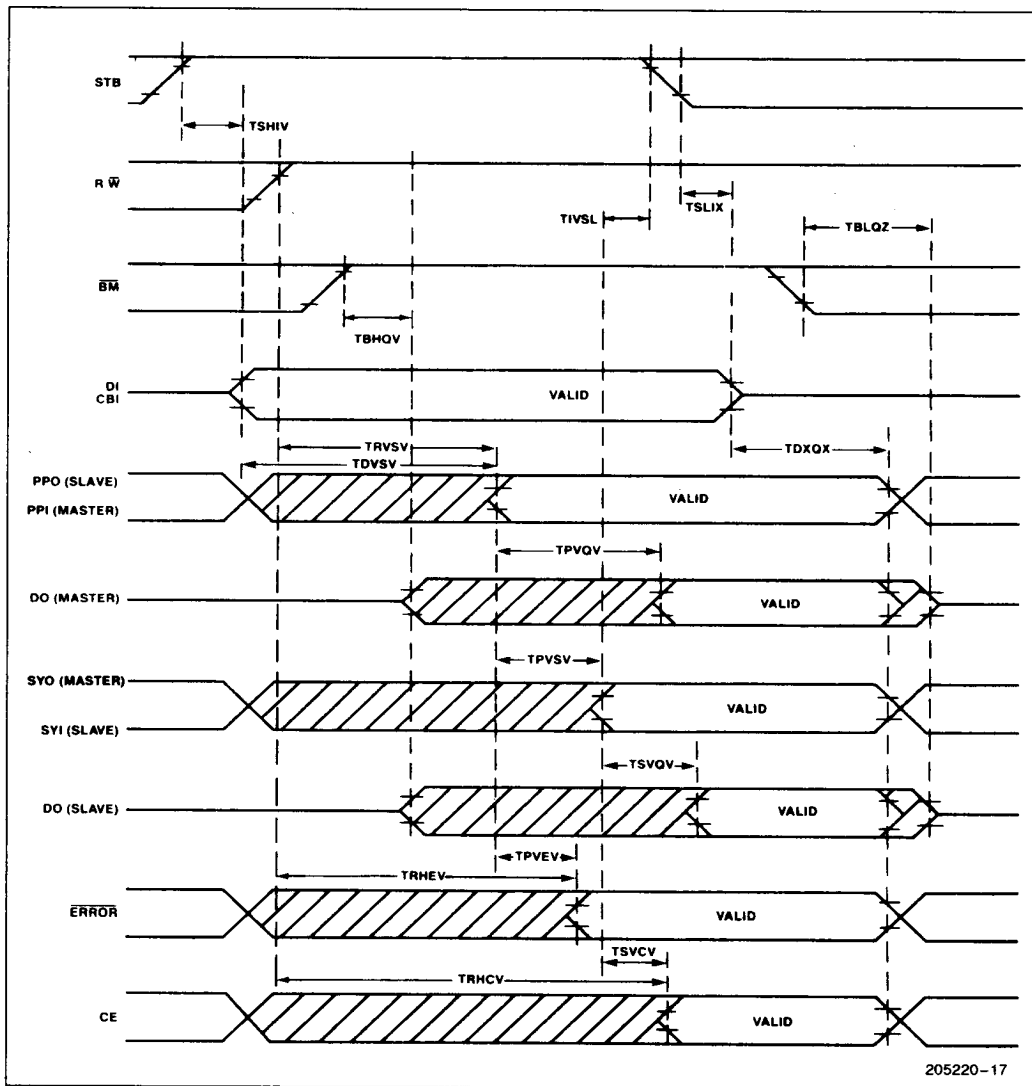 STB
TSHIV
R W̅
TIVSL
TSLIX
TBLQZ
B̅M̅
TBHQV
DI
CBI
VALID
TRVSV
TDVSV
TDXQX
PPO (SLAVE)
PPI (MASTER)
VALID
TPVQV
DO (MASTER)
VALID
TPVSV
SYO (MASTER)
SYI (SLAVE)
VALID
TSVQV
DO (SLAVE)
VALID
TPVEV
TRHEV
E̅R̅R̅O̅R̅
VALID
TSVCV
TRHCV
CE
VALID
205220-17